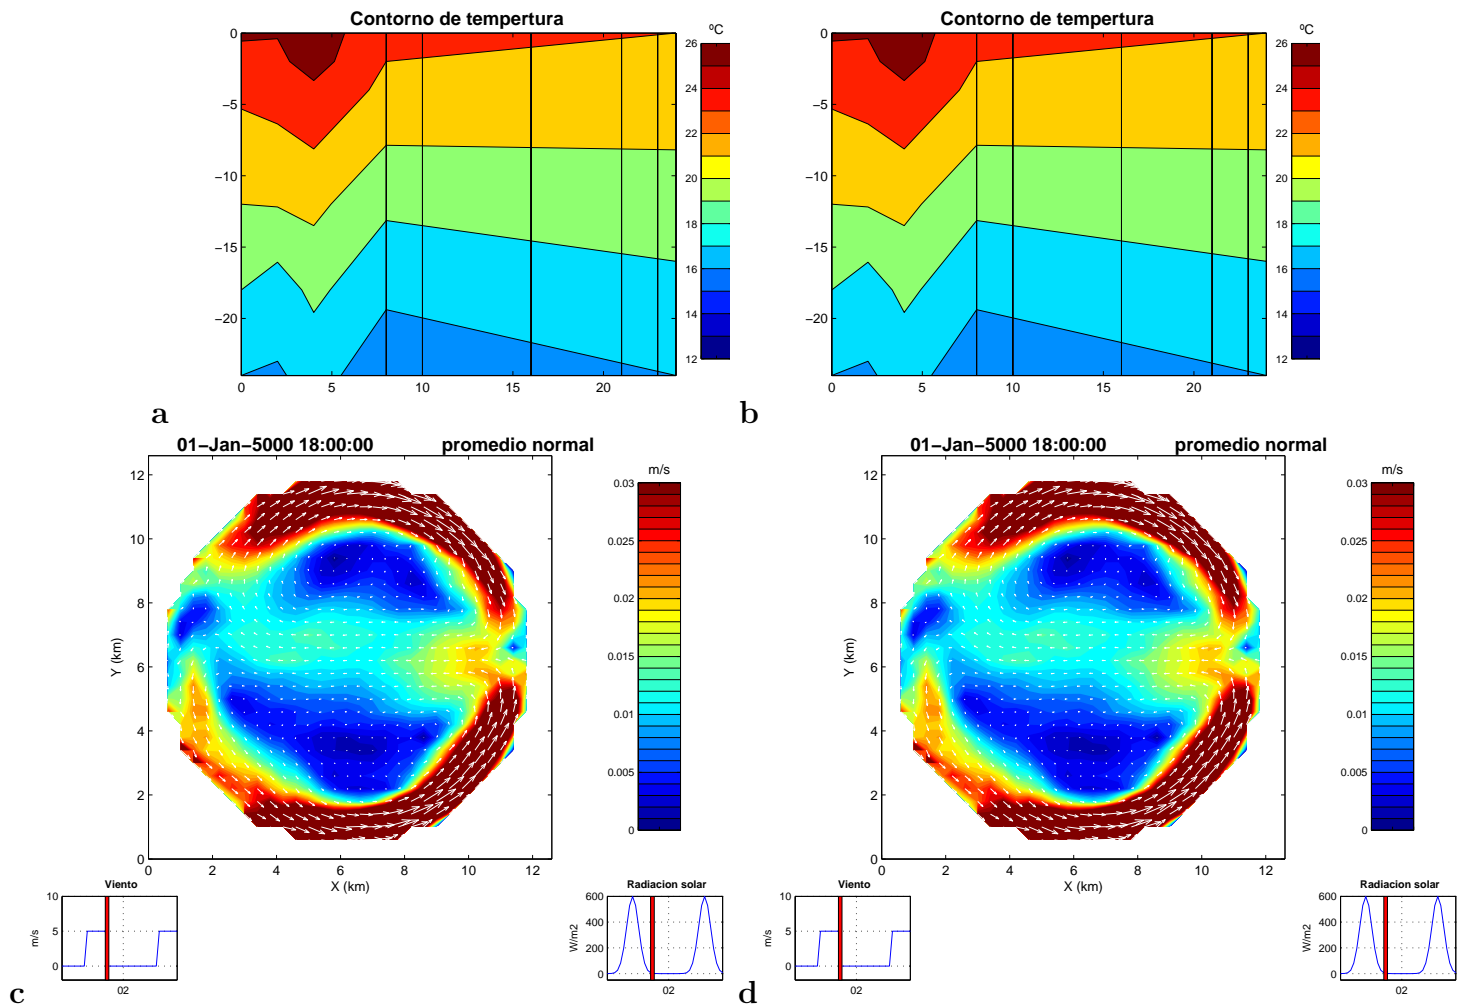 Contorno de tempertura
ºC
0
−5
−10
−15
−20
0 5 10 15 20
26
24
22
20
18
16
14
12
a
Contorno de tempertura
ºC
0
−5
−10
−15
−20
0 5 10 15 20
26
24
22
20
18
16
14
12
b
01−Jan−5000 18:00:00 promedio normal
m/s
12
10
8
6
4
2
0
Y (km)
0 2 4 6 8 10 12
X (km)
0.03
0.02
0.015
0.01
0.005
0
Viento
10
5
0
m/s
02
Radiacion solar
600
400
200
0
W/m2
02
c
01−Jan−5000 18:00:00 promedio normal
m/s
12
10
8
6
4
2
0
Y (km)
0 2 4 6 8 10 12
X (km)
0.03
0.02
0.015
0.01
0.005
0
Viento
10
5
0
m/s
02
Radiacion solar
600
400
200
0
W/m2
02
d